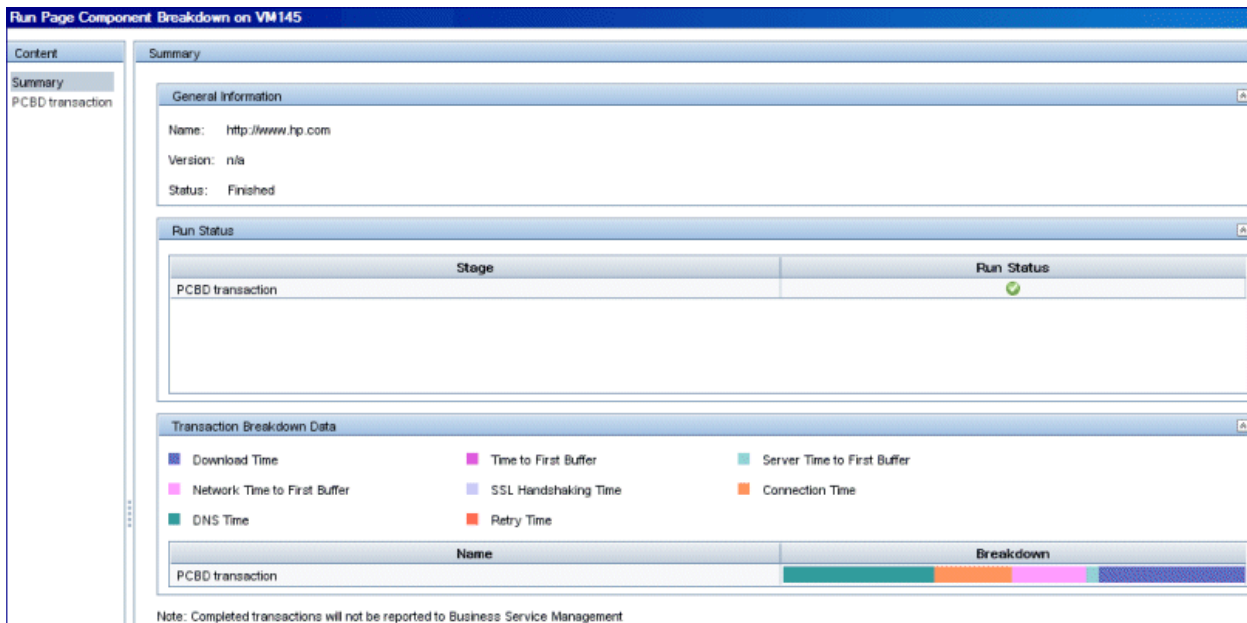 Run Page Component Breakdown on VM145
Content
Summary
PCBD transaction
Summary
General Information
Name: http://www.hp.com
Version: n/a
Status: Finished
Run Status
Stage Run Status
PCBD transaction
Transaction Breakdown Data
Download Time Time to First Buffer Server Time to First Buffer
Network Time to First Buffer SSL Handshaking Time Connection Time
DNS Time Retry Time
Name Breakdown
PCBD transaction
Note: Completed transactions will not be reported to Business Service Management